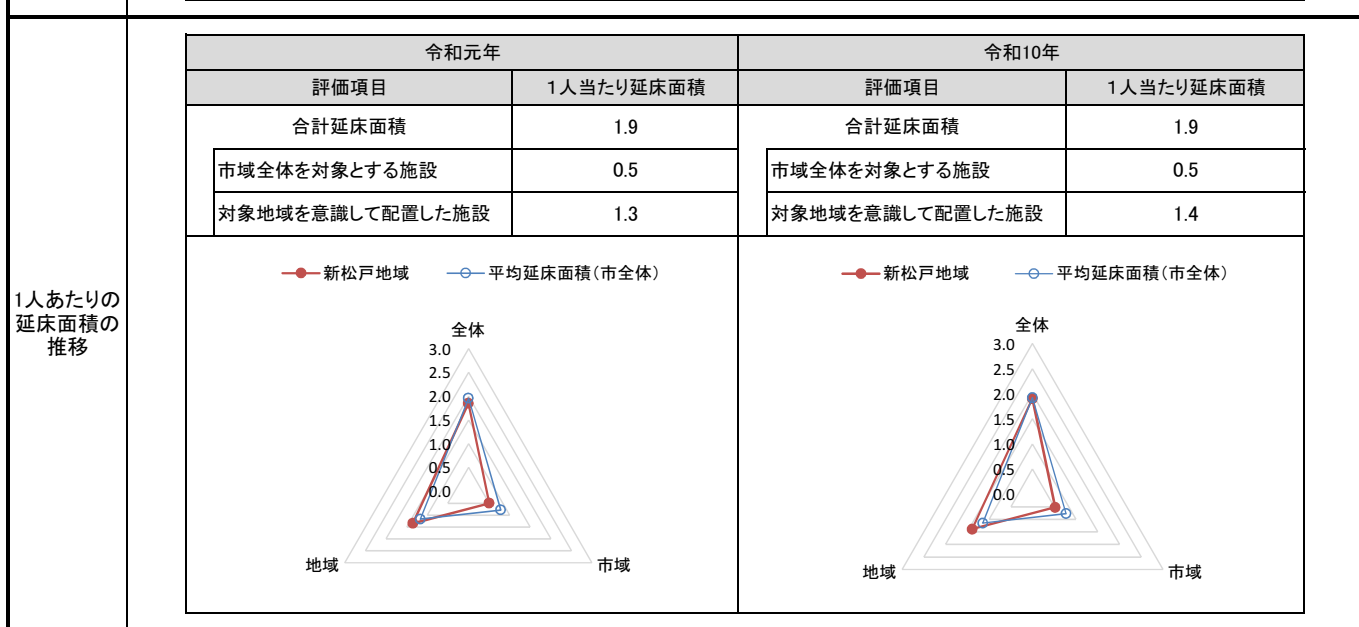 1人あたりの
延床面積の
推移
令和元年
令和10年
評価項目
1人当たり延床面積
評価項目
1人当たり延床面積
合計延床面積
1.9
合計延床面積
1.9
市域全体を対象とする施設
0.5
市域全体を対象とする施設
0.5
対象地域を意識して配置した施設
1.3
対象地域を意識して配置した施設
1.4
新松戸地域
平均延床面積(市全体)
全体
3.0
2.5
2.0
1.5
1.0
0.5
0.0
地域
市域
新松戸地域
平均延床面積(市全体)
全体
3.0
2.5
2.0
1.5
1.0
0.5
0.0
地域
市域